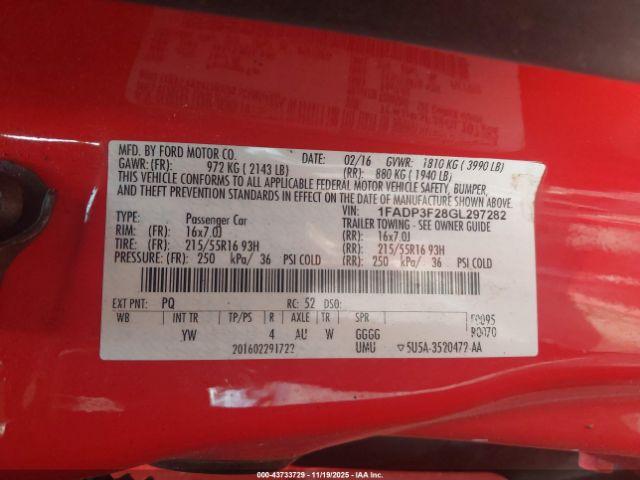 MFD. BY FORD MOTOR CO.
DATE: 02/16 GVWR: 1810 KG ( 3990 LB)
GAWR: (FR): 972 KG ( 2143 LB) (RR): 880 KG ( 1940 LB)
THIS VEHICLE CONFORMS TO ALL APPLICABLE FEDERAL MOTOR VEHICLE SAFETY, BUMPER,
AND THEFT PREVENTION STANDARDS IN EFFECT ON THE DATE OF MANUFACTURE SHOWN ABOVE.
VIN: 1FADP3F28GL297282
TYPE: Passenger Car TRAILER TOWING - SEE OWNER GUIDE
RIM: (FR): 16x7.0J (RR): 16x7.0J
TIRE: (FR): 215/55R16 93H (RR): 215/55R16 93H
PRESSURE: (FR): 250 kPa/ 36 PSI COLD (RR): 250 kPa/ 36 PSI COLD
EXT PNT: PQ RC: 52 DSO:
WB INT TR TP/PS R AXLE TR SPR
YW 4 AU W GGGG
20160229172 UMU 5U5A-3520472-AA
000-43733729 - 11/19/2025 - IAA, Inc.